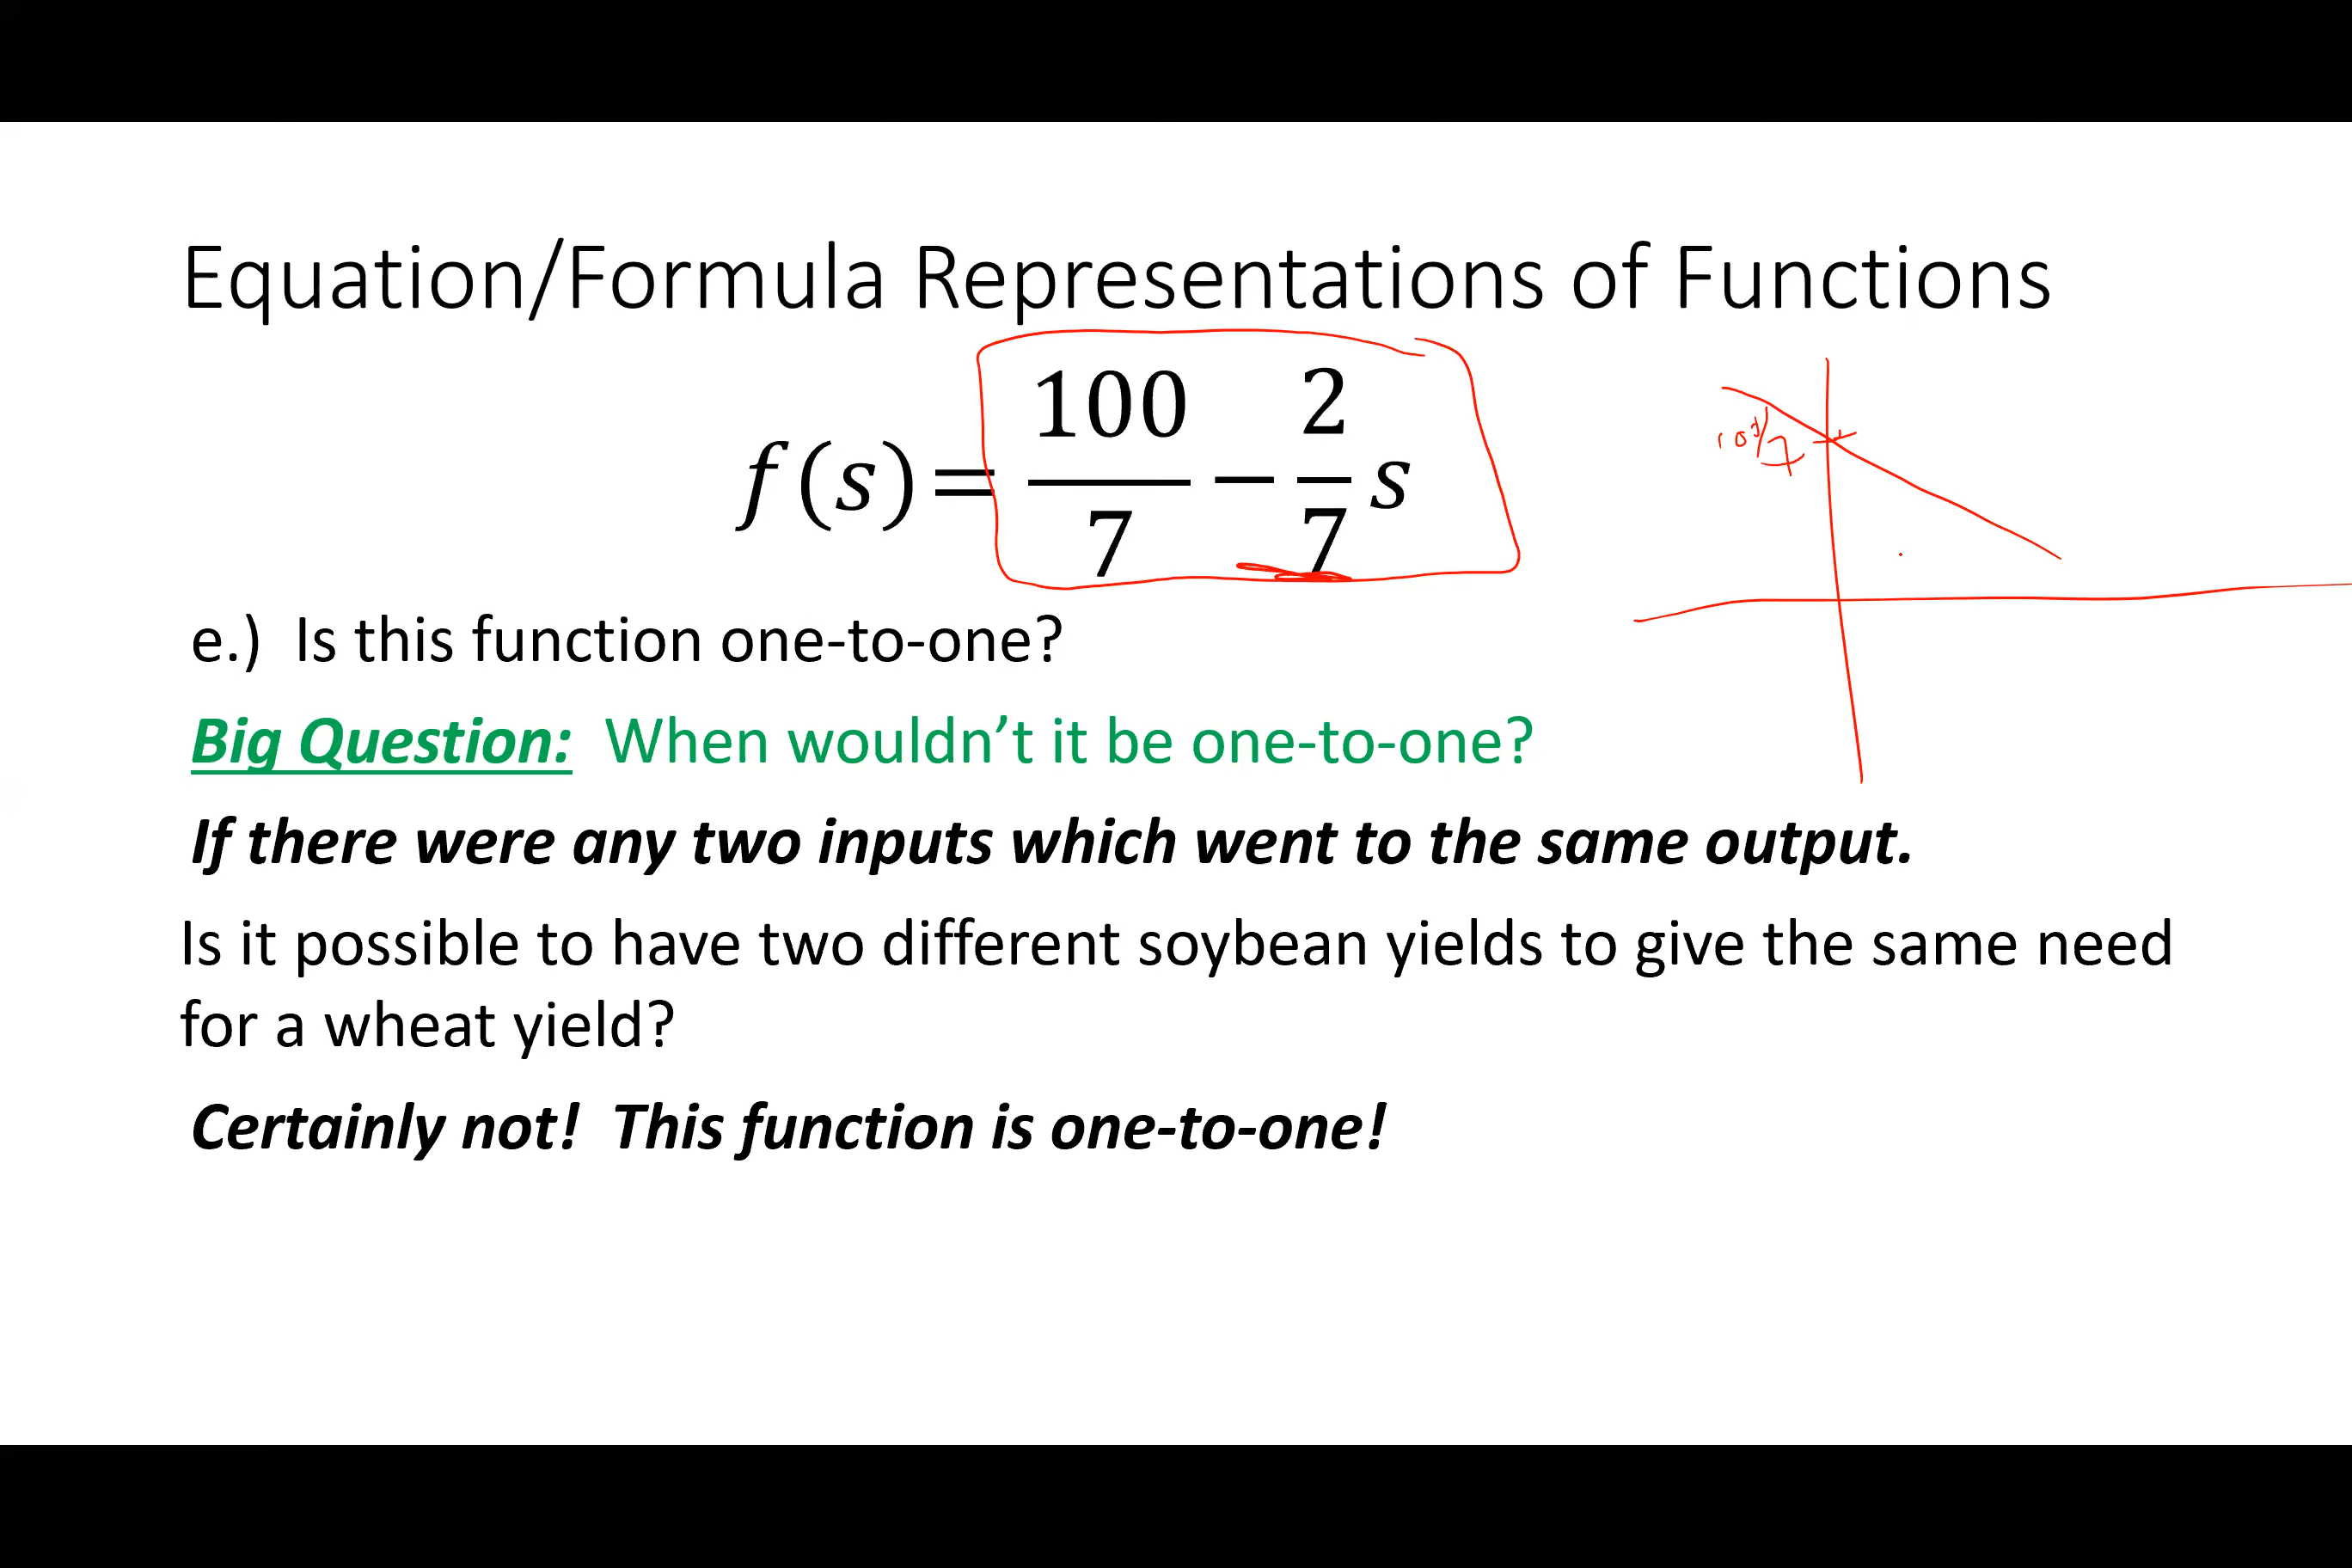 Equation/Formula Representations of Functions
f(s) = 100/7 − 2/7 s
100/7
e.) Is this function one-to-one?
Big Question: When wouldn’t it be one-to-one?
If there were any two inputs which went to the same output.
Is it possible to have two different soybean yields to give the same need
for a wheat yield?
Certainly not! This function is one-to-one!